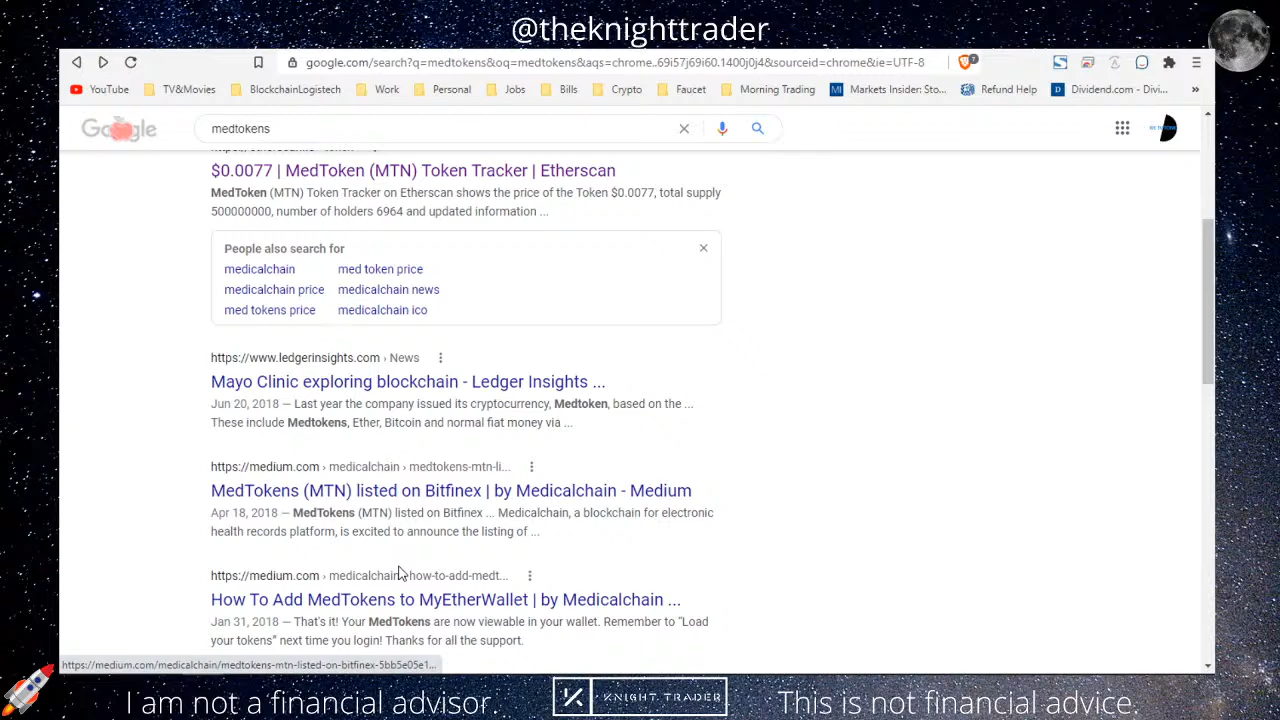 @theknighttrader
google.com/search?q=medtokens&oq=medtokens&aqs=chrome..69i57j69i60.1400j0j4&sourceid=chrome&ie=UTF-8
YouTube TV&Movies BlockchainLogistech Work Personal Jobs Bills Crypto Faucet Morning Trading Markets Insider: Sto... Refund Help Dividend.com - Divi... »
Google medtokens
$0.0077 | MedToken (MTN) Token Tracker | Etherscan
MedToken (MTN) Token Tracker on Etherscan shows the price of the Token $0.0077, total supply
500000000, number of holders 6964 and updated information ...
People also search for
medicalchain med token price
medicalchain price medicalchain news
med tokens price medicalchain ico
https://www.ledgerinsights.com › News
Mayo Clinic exploring blockchain - Ledger Insights ...
Jun 20, 2018 — Last year the company issued its cryptocurrency, Medtoken, based on the ...
These include Medtokens, Ether, Bitcoin and normal fiat money via ...
https://medium.com › medicalchain › medtokens-mtn-li...
MedTokens (MTN) listed on Bitfinex | by Medicalchain - Medium
Apr 18, 2018 — MedTokens (MTN) listed on Bitfinex ... Medicalchain, a blockchain for electronic
health records platform, is excited to announce the listing of ...
https://medium.com › medicalchain › how-to-add-medt...
How To Add MedTokens to MyEtherWallet | by Medicalchain ...
Jan 31, 2018 — That's it! Your MedTokens are now viewable in your wallet. Remember to “Load
your tokens” next time you login! Thanks for all the support.
https://medium.com/medicalchain/medtokens-mtn-listed-on-bitfinex-5bb5e05e1...
I am not a financial advisor. KNIGHT TRADER This is not financial advice.